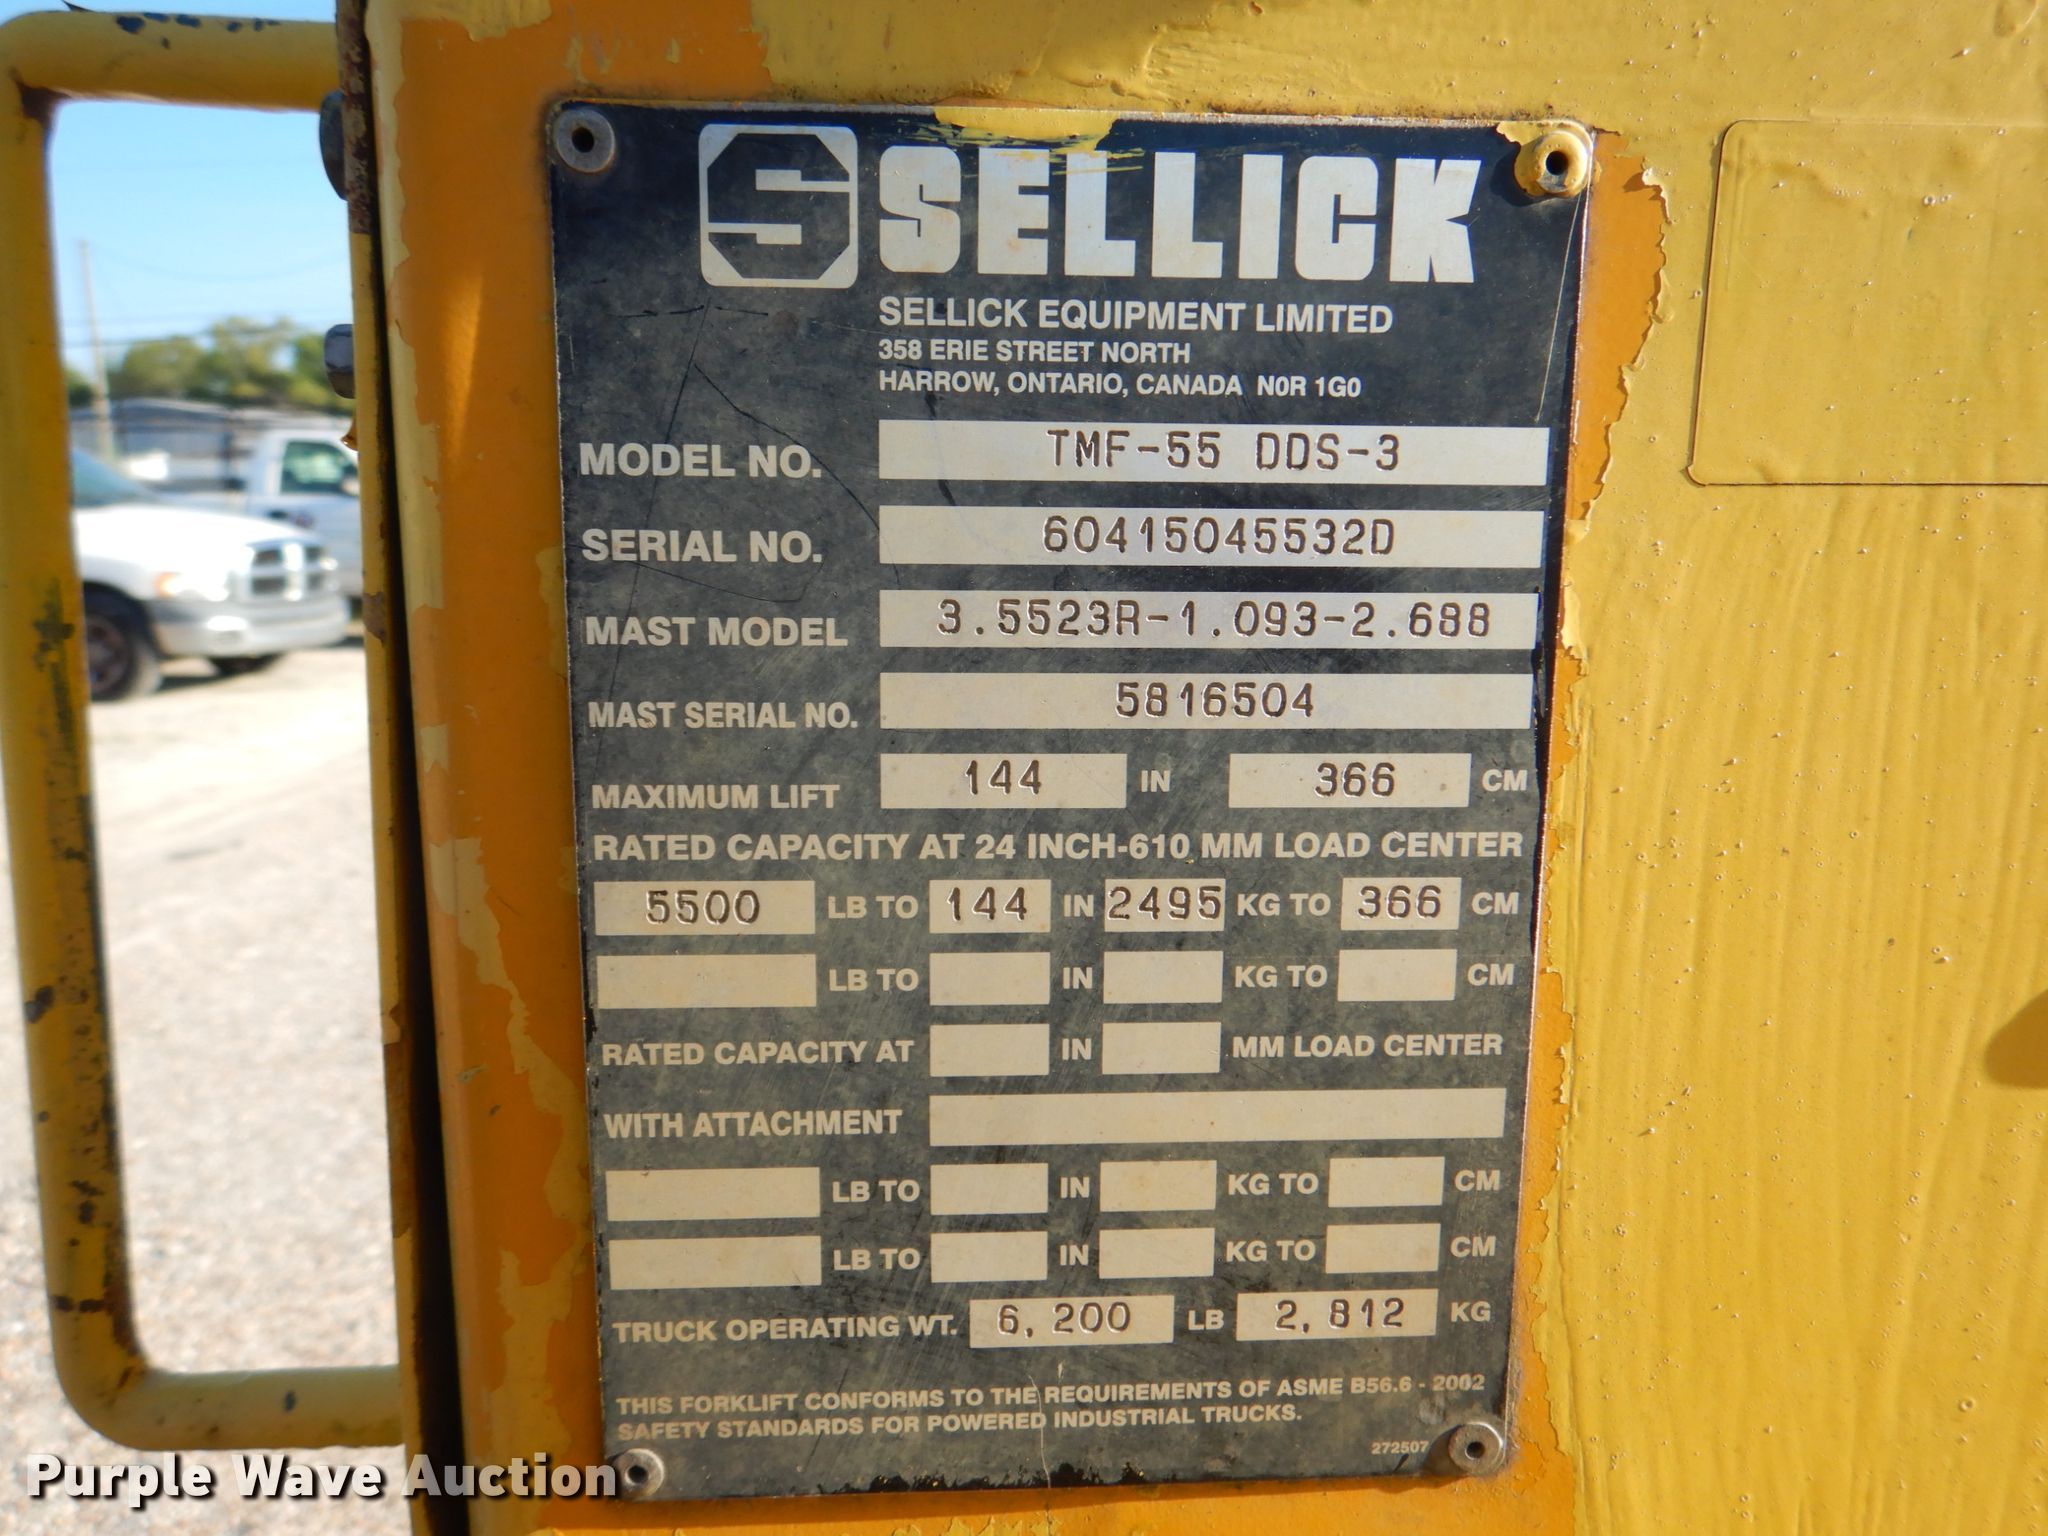 S SELLICK
SELLICK EQUIPMENT LIMITED
358 ERIE STREET NORTH
HARROW, ONTARIO, CANADA N0R 1G0
MODEL NO. TMF-55 DDS-3
SERIAL NO. 60415045532D
MAST MODEL 3.5523R-1.093-2.688
MAST SERIAL NO. 5816504
MAXIMUM LIFT 144 IN 366 CM
RATED CAPACITY AT 24 INCH-610 MM LOAD CENTER
5500 LB TO 144 IN 2495 KG TO 366 CM
LB TO IN KG TO CM
RATED CAPACITY AT IN MM LOAD CENTER
WITH ATTACHMENT
LB TO IN KG TO CM
LB TO IN KG TO CM
TRUCK OPERATING WT. 6,200 LB 2,812 KG
THIS FORKLIFT CONFORMS TO THE REQUIREMENTS OF ASME B56.6 - 2002
SAFETY STANDARDS FOR POWERED INDUSTRIAL TRUCKS.
272507
Purple Wave Auction